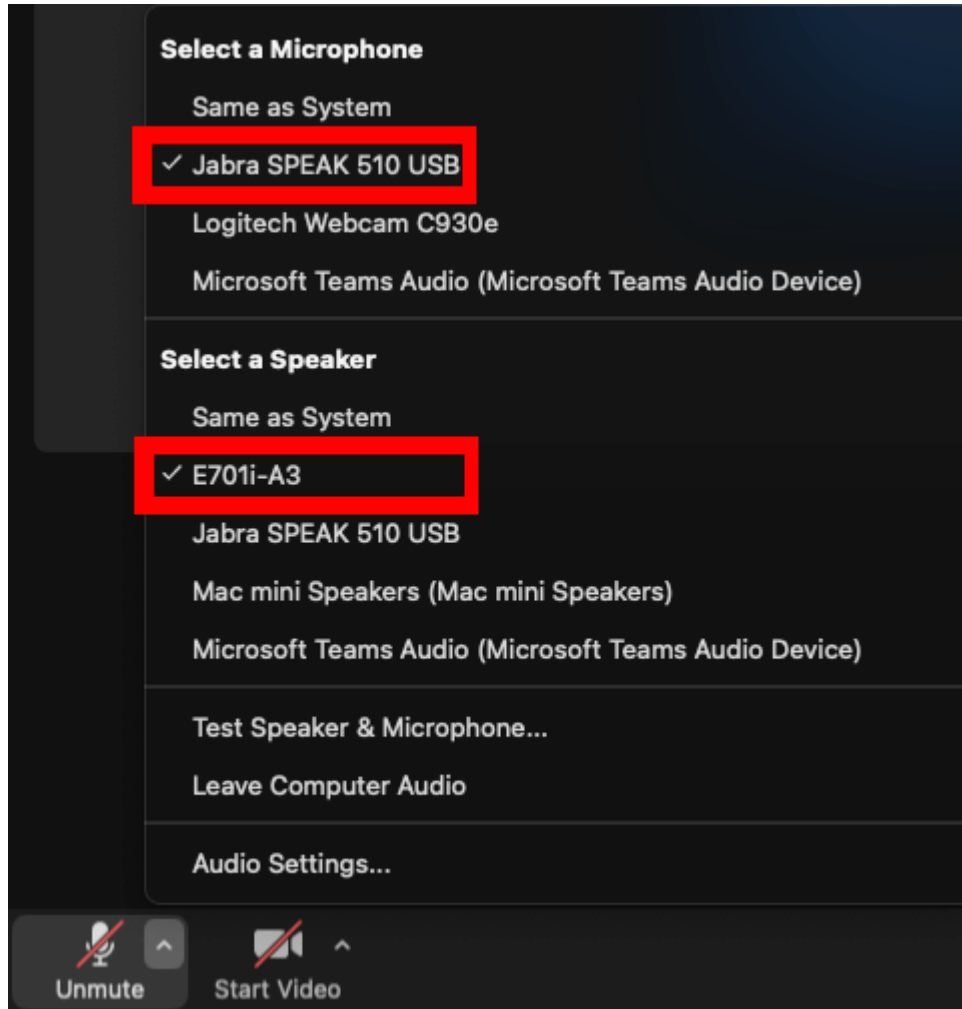 Select a Microphone
Same as System
✓ Jabra SPEAK 510 USB
Logitech Webcam C930e
Microsoft Teams Audio (Microsoft Teams Audio Device)
Select a Speaker
Same as System
✓ E701i-A3
Jabra SPEAK 510 USB
Mac mini Speakers (Mac mini Speakers)
Microsoft Teams Audio (Microsoft Teams Audio Device)
Test Speaker & Microphone...
Leave Computer Audio
Audio Settings...
Unmute
Start Video